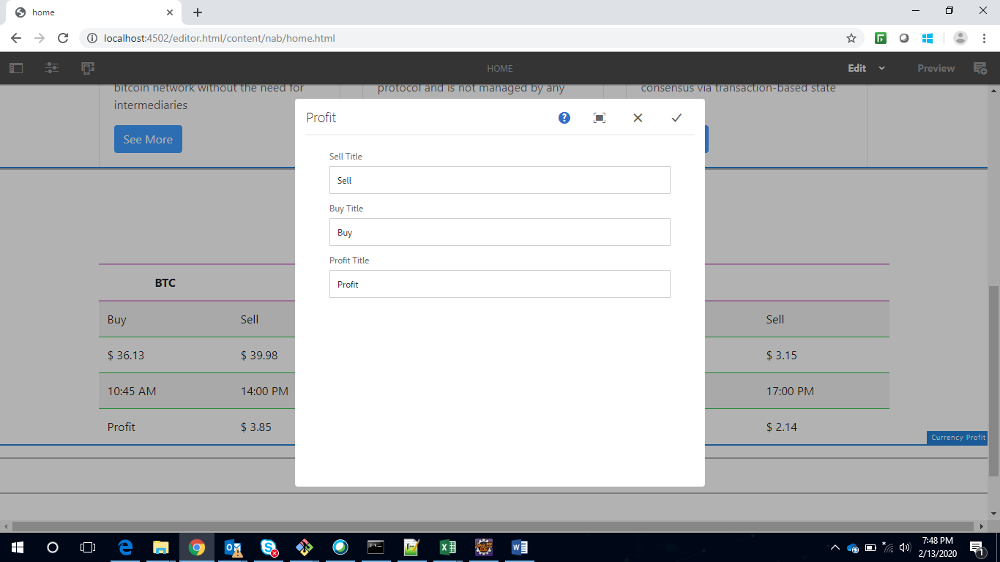 home
localhost:4502/editor.html/content/nab/home.html
HOME
Edit
Preview
bitcoin network without the need for
intermediaries
protocol and is not managed by any
consensus via transaction-based state
See More
Profit
Sell Title
Sell
Buy Title
Buy
Profit Title
Profit
BTC
Buy Sell Sell
$ 36.13 $ 39.98 $ 3.15
10:45 AM 14:00 PM 17:00 PM
Profit $ 3.85 $ 2.14
Currency Profit
7:48 PM
2/13/2020
1